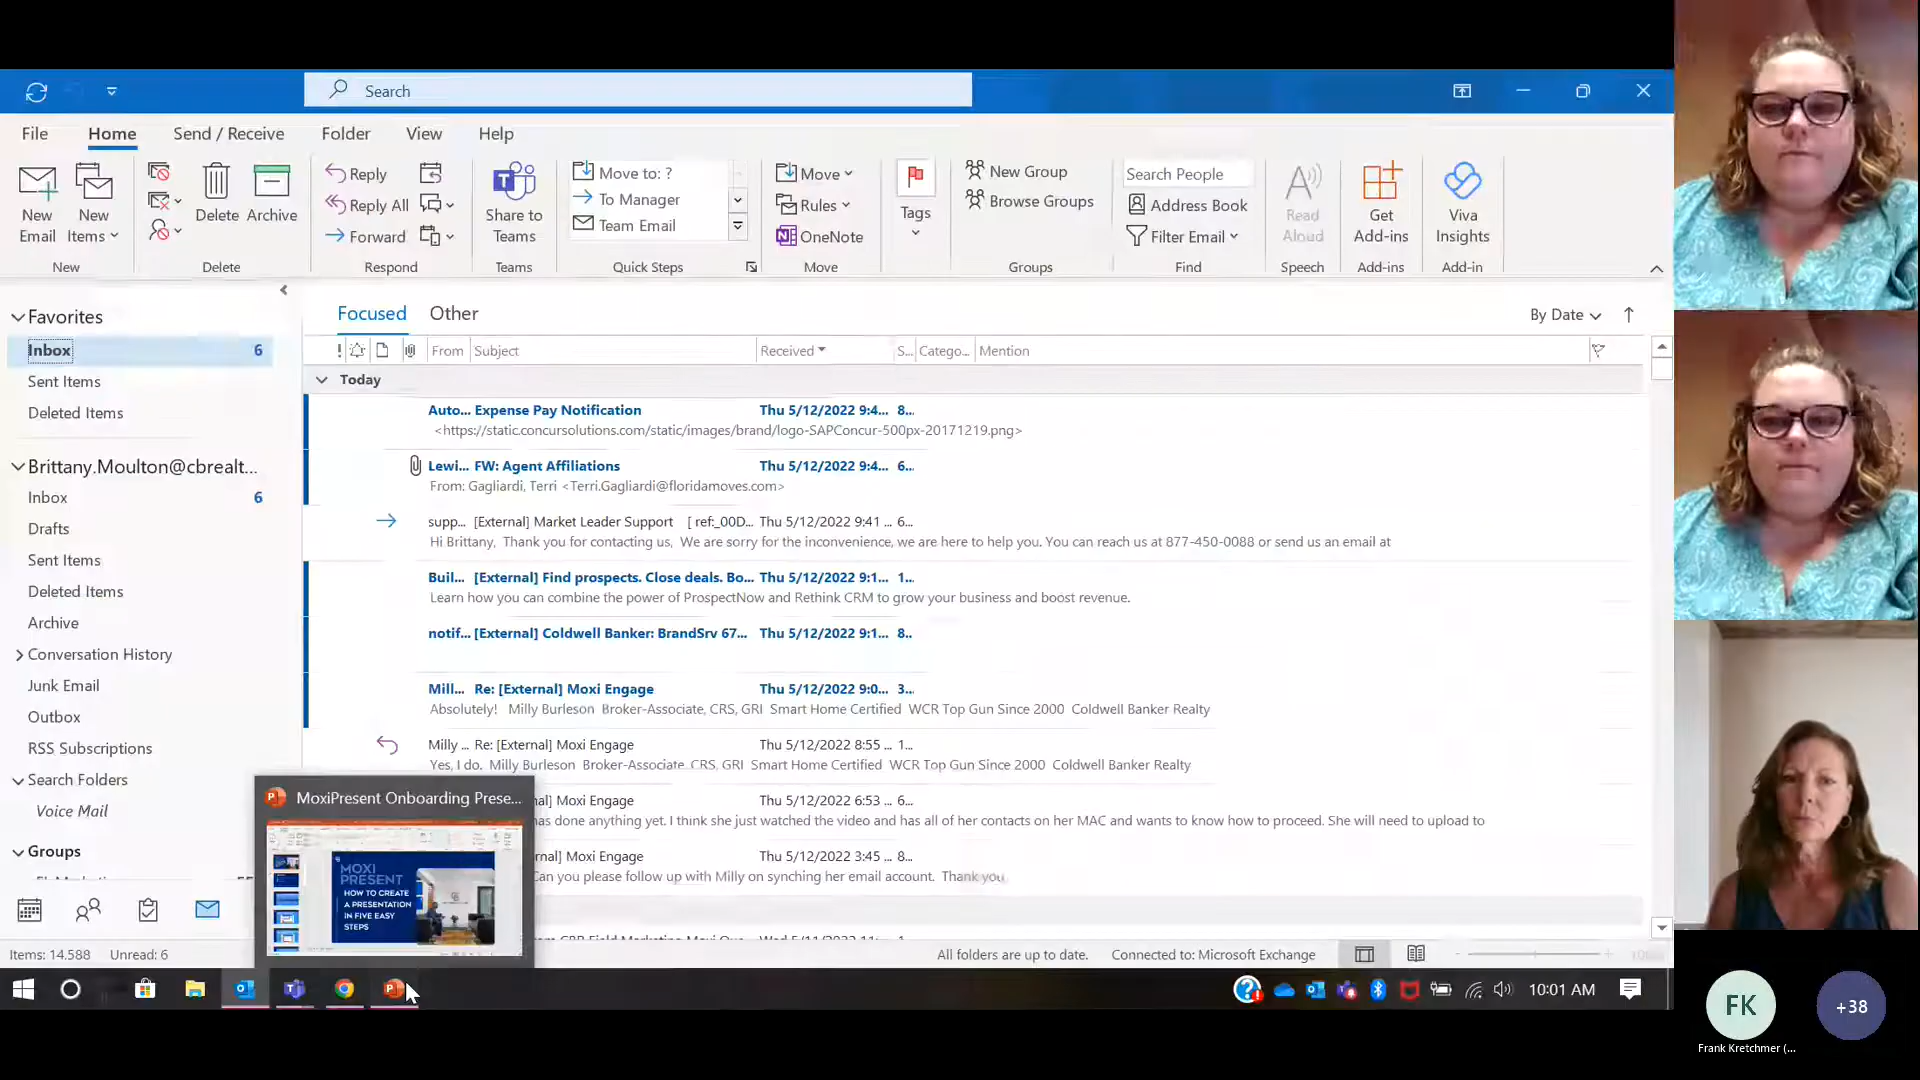 Search
File Home Send / Receive Folder View Help
New Email
New Items
New
Delete
Archive
Delete
Reply
Reply All
Forward
Respond
Share to Teams
Teams
Move to: ?
To Manager
Team Email
Quick Steps
Move
Rules
OneNote
Move
Tags
New Group
Browse Groups
Groups
Search People
Address Book
Filter Email
Find
Read Aloud
Speech
Get Add-ins
Add-ins
Viva Insights
Add-in
Favorites
Inbox 6
Sent Items
Deleted Items
Brittany.Moulton@cbrealt...
Inbox 6
Drafts
Sent Items
Deleted Items
Archive
Conversation History
Junk Email
Outbox
RSS Subscriptions
Search Folders
Voice Mail
Groups
Focused Other
By Date
! From Subject Received S... Catego... Mention
Today
Auto... Expense Pay Notification Thu 5/12/2022 9:4... 8...
<https://static.concursolutions.com/static/images/brand/logo-SAPConcur-500px-20171219.png>
Lewi... FW: Agent Affiliations Thu 5/12/2022 9:4... 6...
From: Gagliardi, Terri <Terri.Gagliardi@floridamoves.com>
supp... [External] Market Leader Support [ ref:_00D... Thu 5/12/2022 9:41 ... 6...
Hi Brittany, Thank you for contacting us, We are sorry for the inconvenience, we are here to help you. You can reach us at 877-450-0088 or send us an email at
Buil... [External] Find prospects. Close deals. Bo... Thu 5/12/2022 9:1... 1...
Learn how you can combine the power of ProspectNow and Rethink CRM to grow your business and boost revenue.
notif... [External] Coldwell Banker: BrandSrv 67... Thu 5/12/2022 9:1... 8...
Mill... Re: [External] Moxi Engage Thu 5/12/2022 9:0... 3...
Absolutely! Milly Burleson Broker-Associate, CRS, GRI Smart Home Certified WCR Top Gun Since 2000 Coldwell Banker Realty
Milly ... Re: [External] Moxi Engage Thu 5/12/2022 8:55 ... 1...
Yes, I do. Milly Burleson Broker-Associate, CRS, GRI Smart Home Certified WCR Top Gun Since 2000 Coldwell Banker Realty
nal] Moxi Engage Thu 5/12/2022 6:53 ... 6...
has done anything yet. I think she just watched the video and has all of her contacts on her MAC and wants to know how to proceed. She will need to upload to
rnal] Moxi Engage Thu 5/12/2022 3:45 ... 8...
Can you please follow up with Milly on synching her email account. Thank you
MoxiPresent Onboarding Prese...
MOXI
PRESENT
HOW TO CREATE
A PRESENTATION
IN FIVE EASY
STEPS
Items: 14.588 Unread: 6
All folders are up to date. Connected to: Microsoft Exchange
10:01 AM
FK
+38
Frank Kretchmer (...